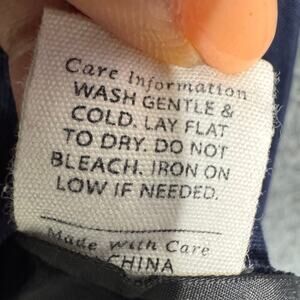 Care Information
WASH GENTLE &
COLD. LAY FLAT
TO DRY. DO NOT
BLEACH. IRON ON
LOW IF NEEDED.
Made with Care
CHINA